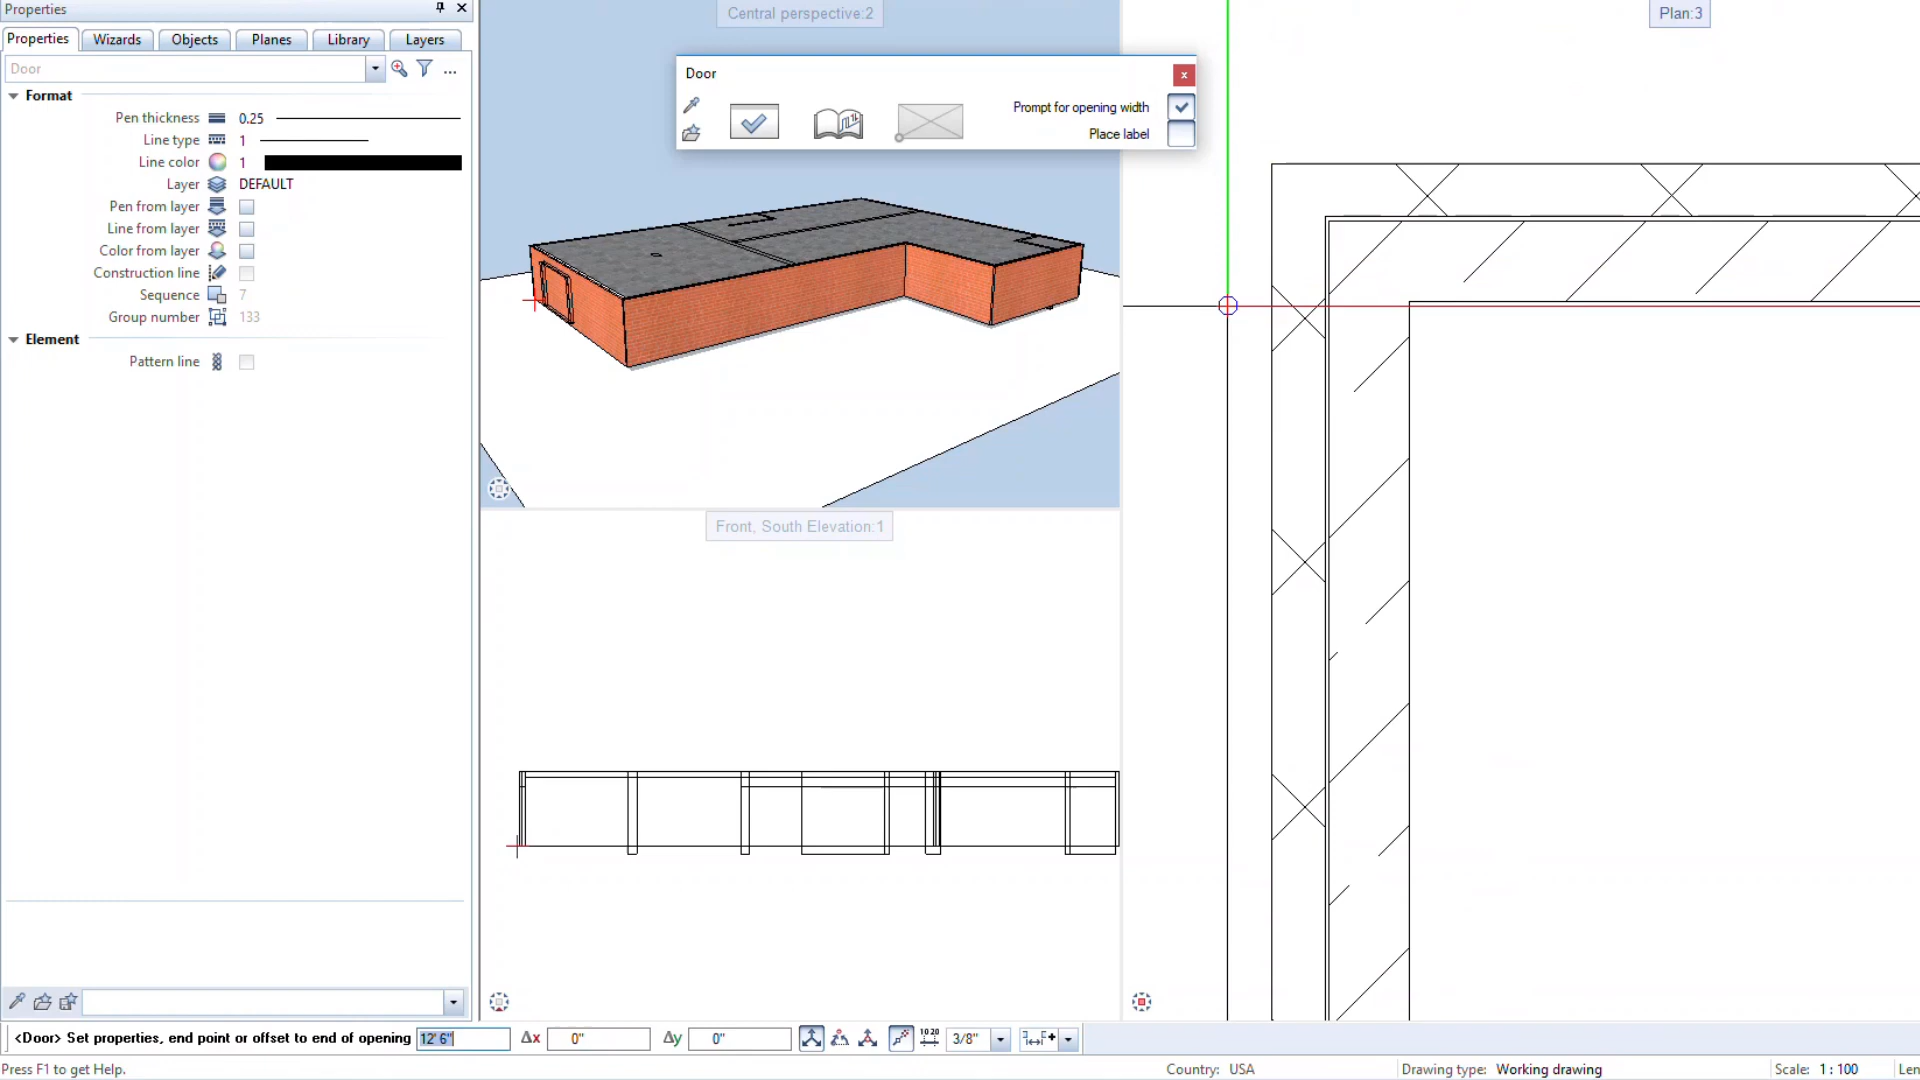 Properties
Properties
Wizards
Objects
Planes
Library
Layers
Door
...
Format
Pen thickness 0.25
Line type 1
Line color 1
Layer DEFAULT
Pen from layer
Line from layer
Color from layer
Construction line
Sequence 7
Group number 133
Element
Pattern line
Central perspective:2
Door
x
Prompt for opening width
Place label
Plan:3
Front, South Elevation:1
<Door> Set properties, end point or offset to end of opening 12' 6" Δx 0" Δy 0" 1020 3/8"
Press F1 to get Help.
Country: USA
Drawing type: Working drawing
Scale: 1 : 100
Len